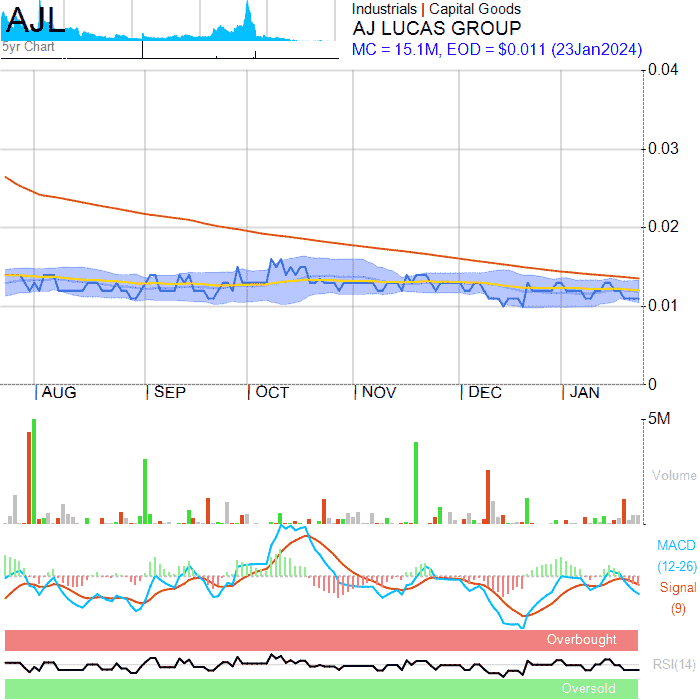 AJL
5yr Chart
Industrials | Capital Goods
AJ LUCAS GROUP
MC = 15.1M, EOD = $0.011 (23Jan2024)
0.04
0.03
0.02
0.01
0
AUG SEP OCT NOV DEC JAN
5M
Volume
MACD
(12-26)
Signal
(9)
Overbought
RSI(14)
Oversold